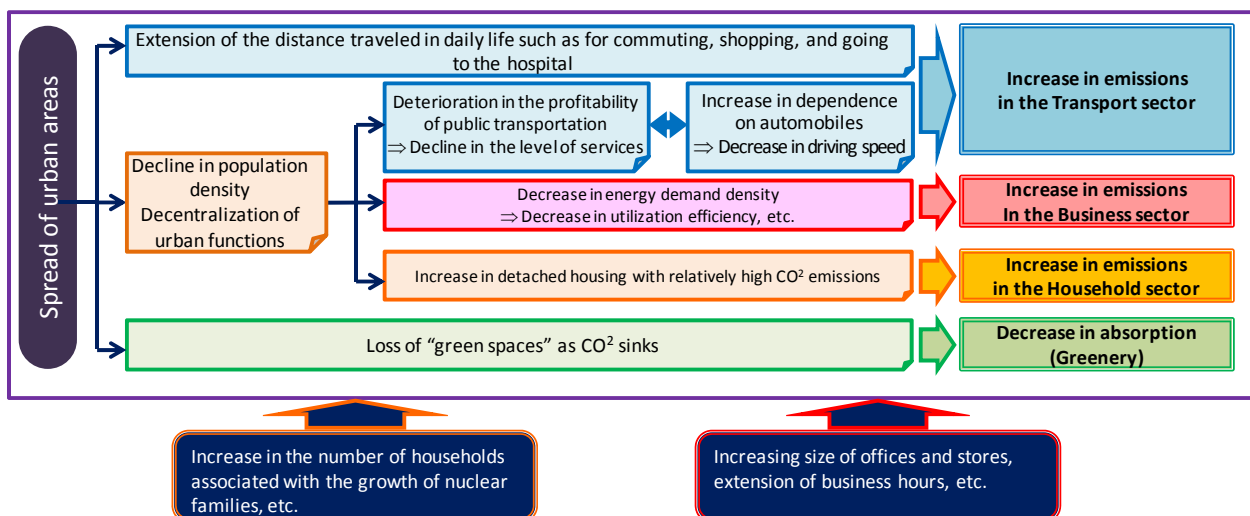 Spread of urban areas
Extension of the distance traveled in daily life such as for commuting, shopping, and going
to the hospital
Increase in emissions
in the Transport sector
Deterioration in the profitability
of public transportation
⇒ Decline in the level of services
Increase in dependence
on automobiles
⇒ Decrease in driving speed
Decline in population
density
Decentralization of
urban functions
Decrease in energy demand density
⇒ Decrease in utilization efficiency, etc.
Increase in emissions
In the Business sector
Increase in detached housing with relatively high CO² emissions
Increase in emissions
in the Household sector
Loss of “green spaces” as CO² sinks
Decrease in absorption
(Greenery)
Increase in the number of households
associated with the growth of nuclear
families, etc.
Increasing size of offices and stores,
extension of business hours, etc.